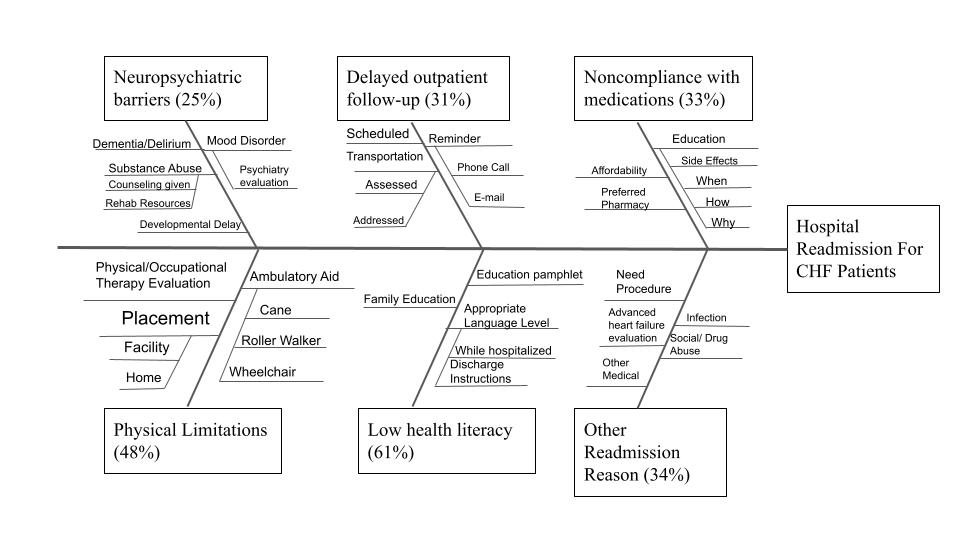 Neuropsychiatric
barriers (25%)
Delayed outpatient
follow-up (31%)
Noncompliance with
medications (33%)
Dementia/Delirium
Mood Disorder
Substance Abuse
Counseling given
Rehab Resources
Psychiatry
evaluation
Developmental Delay
Scheduled
Reminder
Transportation
Phone Call
Assessed
E-mail
Addressed
Education
Side Effects
Affordability
When
Preferred
Pharmacy
How
Why
Hospital
Readmission For
CHF Patients
Physical/Occupational
Therapy Evaluation
Ambulatory Aid
Placement
Cane
Facility
Roller Walker
Home
Wheelchair
Education pamphlet
Family Education
Appropriate
Language Level
While hospitalized
Discharge
Instructions
Need
Procedure
Advanced
heart failure
evaluation
Infection
Social/ Drug
Abuse
Other
Medical
Physical Limitations
(48%)
Low health literacy
(61%)
Other
Readmission
Reason (34%)